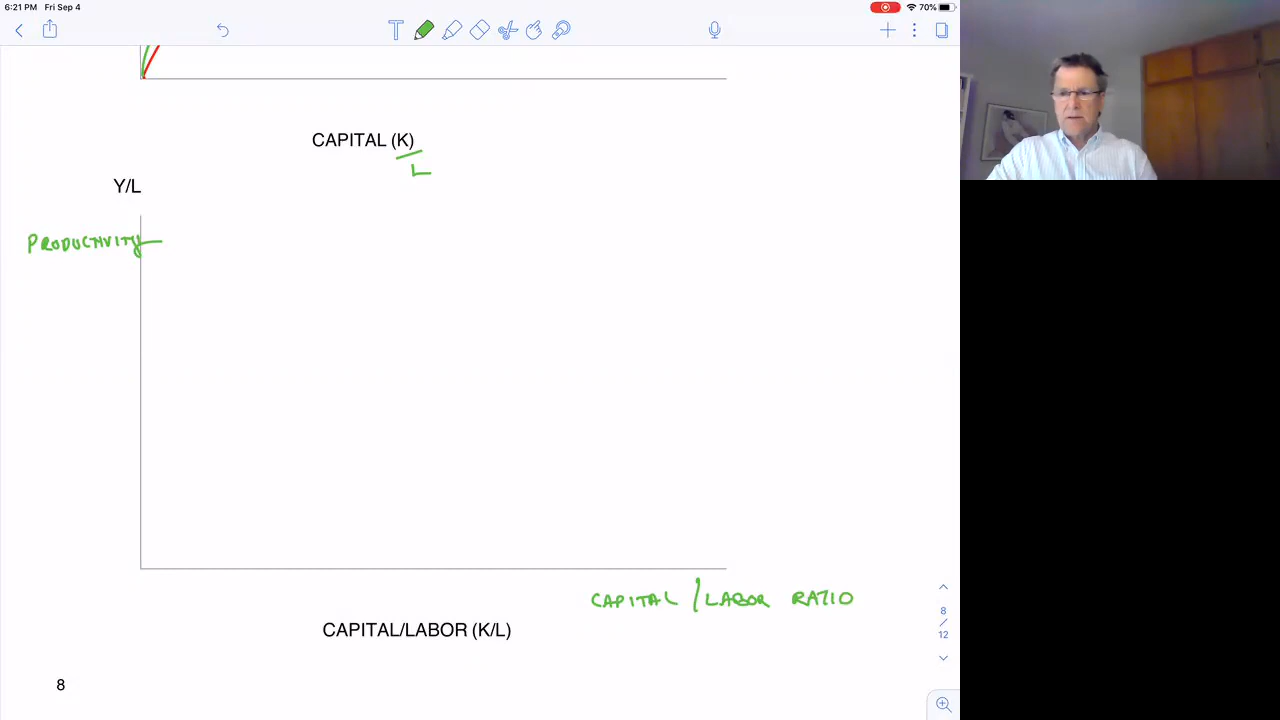 6:21 PM Fri Sep 4
70%
T
CAPITAL (K)
L
Y/L
PRODUCTIVITY
CAPITAL / LABOR RATIO
CAPITAL/LABOR (K/L)
8
/
12
8